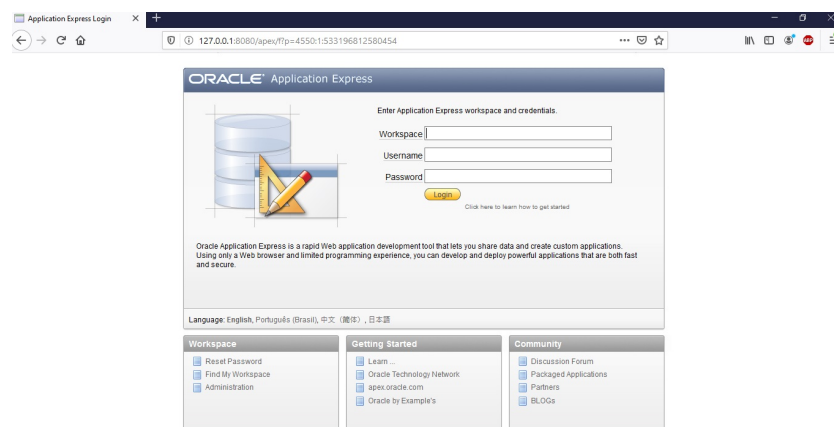 Application Express Login
127.0.0.1:8080/apex/f?p=4550:1:533196812580454
ABP
ORACLE® Application Express
Enter Application Express workspace and credentials.
Workspace
Username
Password
Login
Click here to learn how to get started
Oracle Application Express is a rapid Web application development tool that lets you share data and create custom applications.
Using only a Web browser and limited programming experience, you can develop and deploy powerful applications that are both fast
and secure.
Language: English, Português (Brasil), 中文 (简体) , 日本語
Workspace
Reset Password
Find My Workspace
Administration
Getting Started
Learn ...
Oracle Technology Network
apex.oracle.com
Oracle by Example's
Community
Discussion Forum
Packaged Applications
Partners
BLOGs